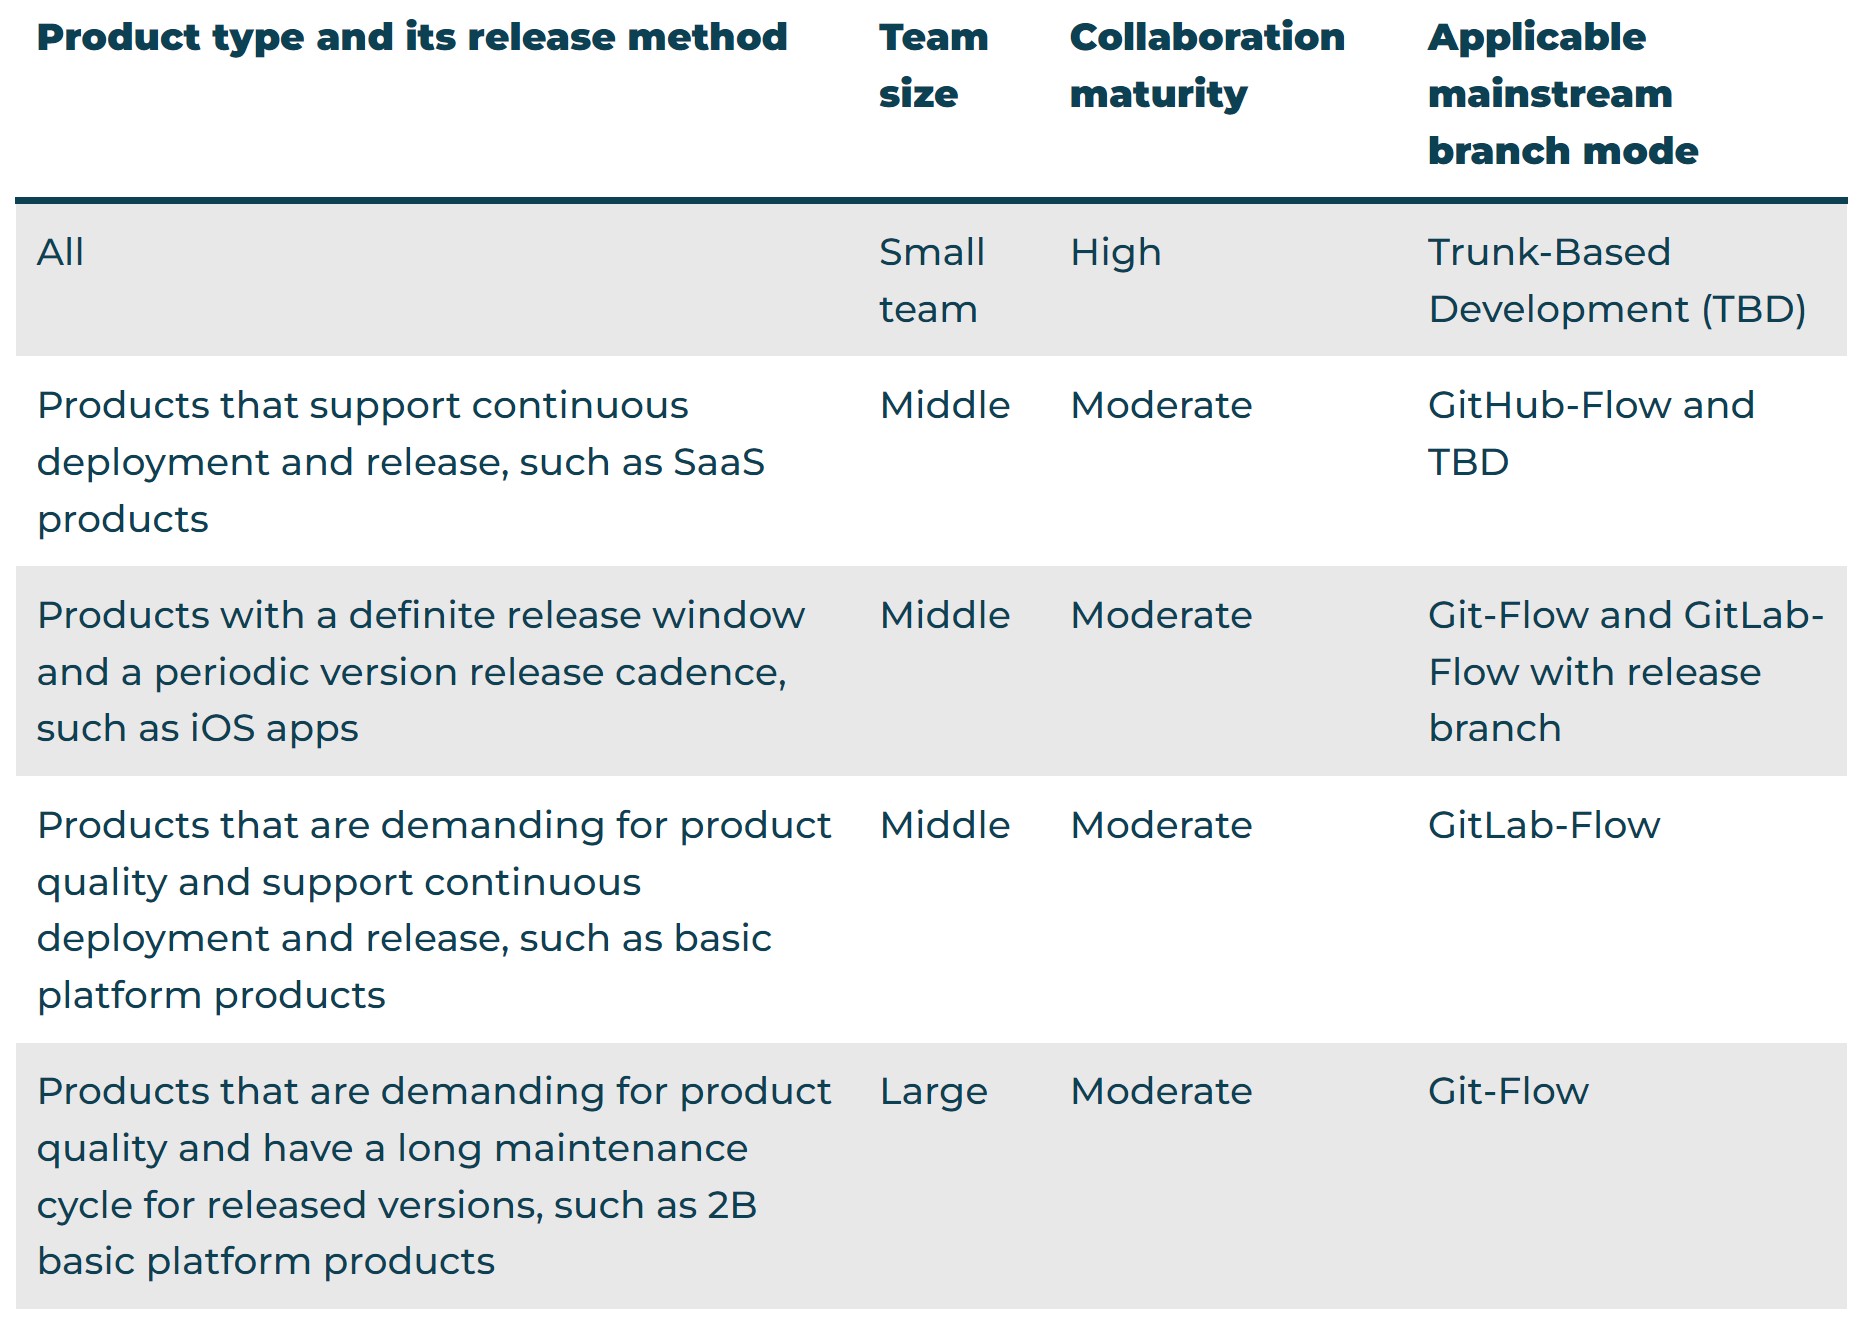 Product type and its release method
Team
size
Collaboration
maturity
Applicable
mainstream
branch mode
All
Small
team
High
Trunk-Based
Development (TBD)
Products that support continuous
deployment and release, such as SaaS
products
Middle
Moderate
GitHub-Flow and
TBD
Products with a definite release window
and a periodic version release cadence,
such as iOS apps
Middle
Moderate
Git-Flow and GitLab-
Flow with release
branch
Products that are demanding for product
quality and support continuous
deployment and release, such as basic
platform products
Middle
Moderate
GitLab-Flow
Products that are demanding for product
quality and have a long maintenance
cycle for released versions, such as 2B
basic platform products
Large
Moderate
Git-Flow